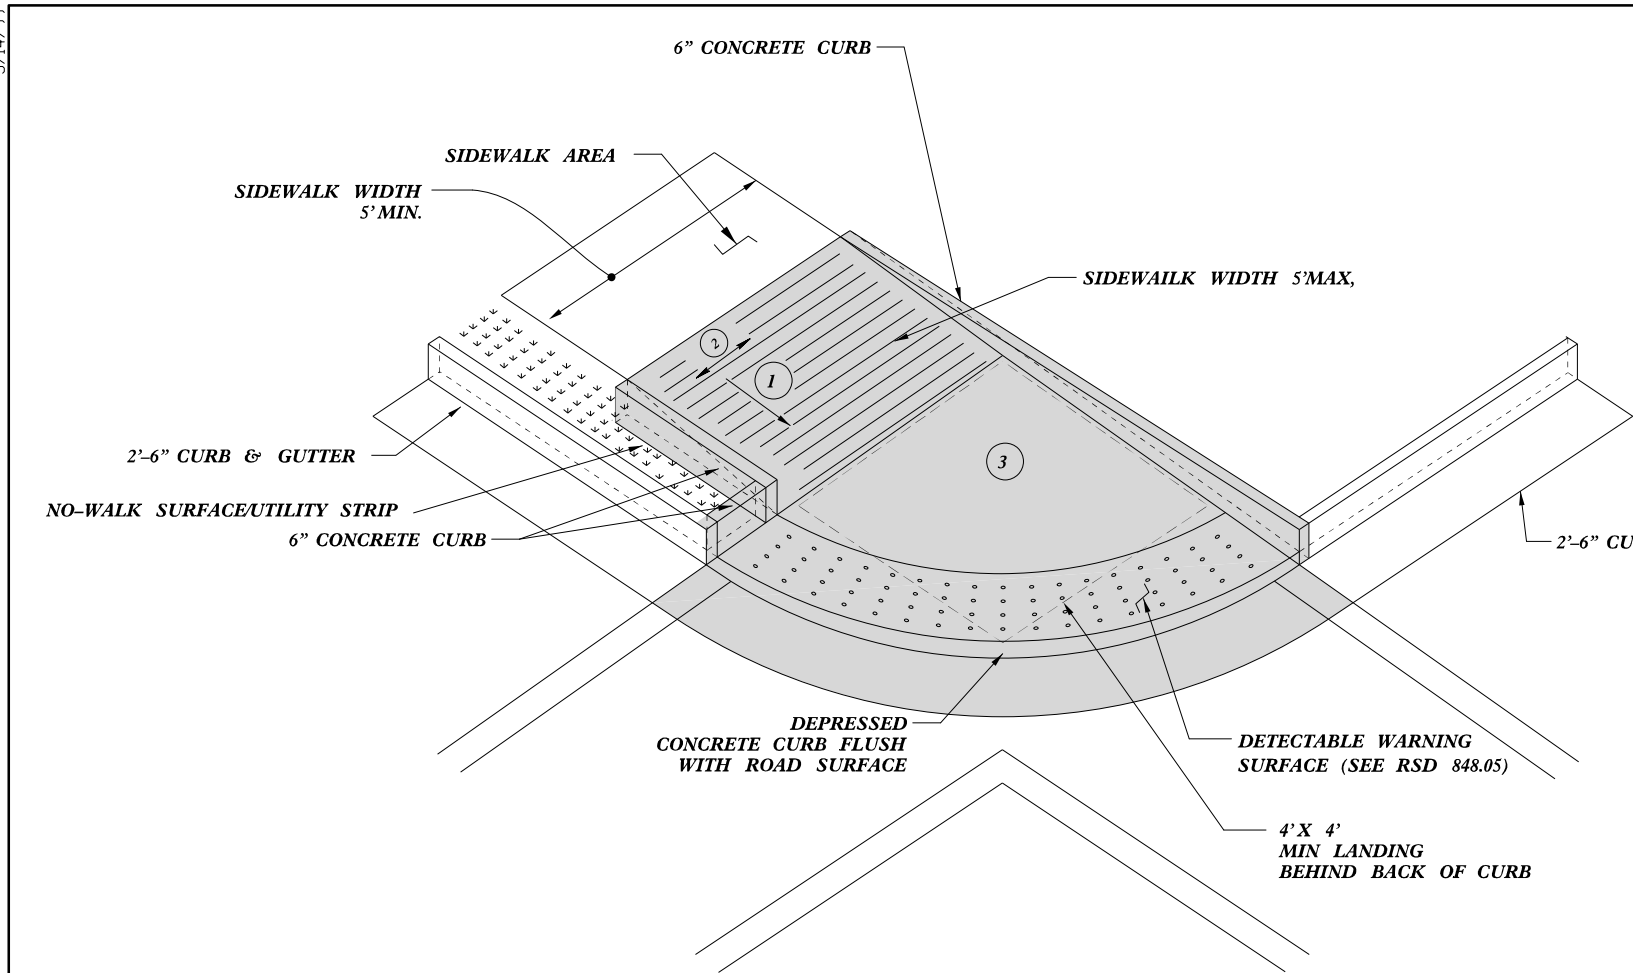 6” CONCRETE CURB
SIDEWALK AREA
SIDEWALK WIDTH
5’ MIN.
SIDEWAILK WIDTH 5’MAX,
2
1
3
2’–6” CURB & GUTTER
NO–WALK SURFACE/UTILITY STRIP
6” CONCRETE CURB
2’–6” CU
DEPRESSED
CONCRETE CURB FLUSH
WITH ROAD SURFACE
DETECTABLE WARNING
SURFACE (SEE RSD 848.05)
4’ X 4’
MIN LANDING
BEHIND BACK OF CURB